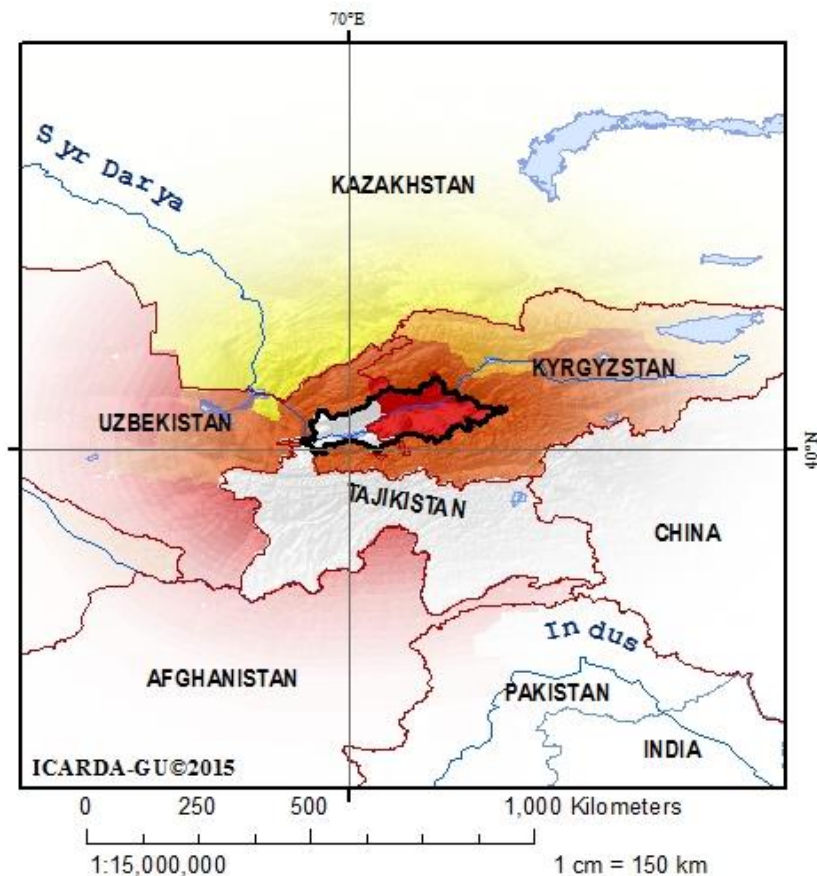 70°E
Syr Darya
KAZAKHSTAN
KYRGYZSTAN
UZBEKISTAN
40°N
TAJIKISTAN
CHINA
Indus
AFGHANISTAN
PAKISTAN
INDIA
ICARDA-GU©2015
0 250 500 1,000 Kilometers
1:15,000,000 1 cm = 150 km